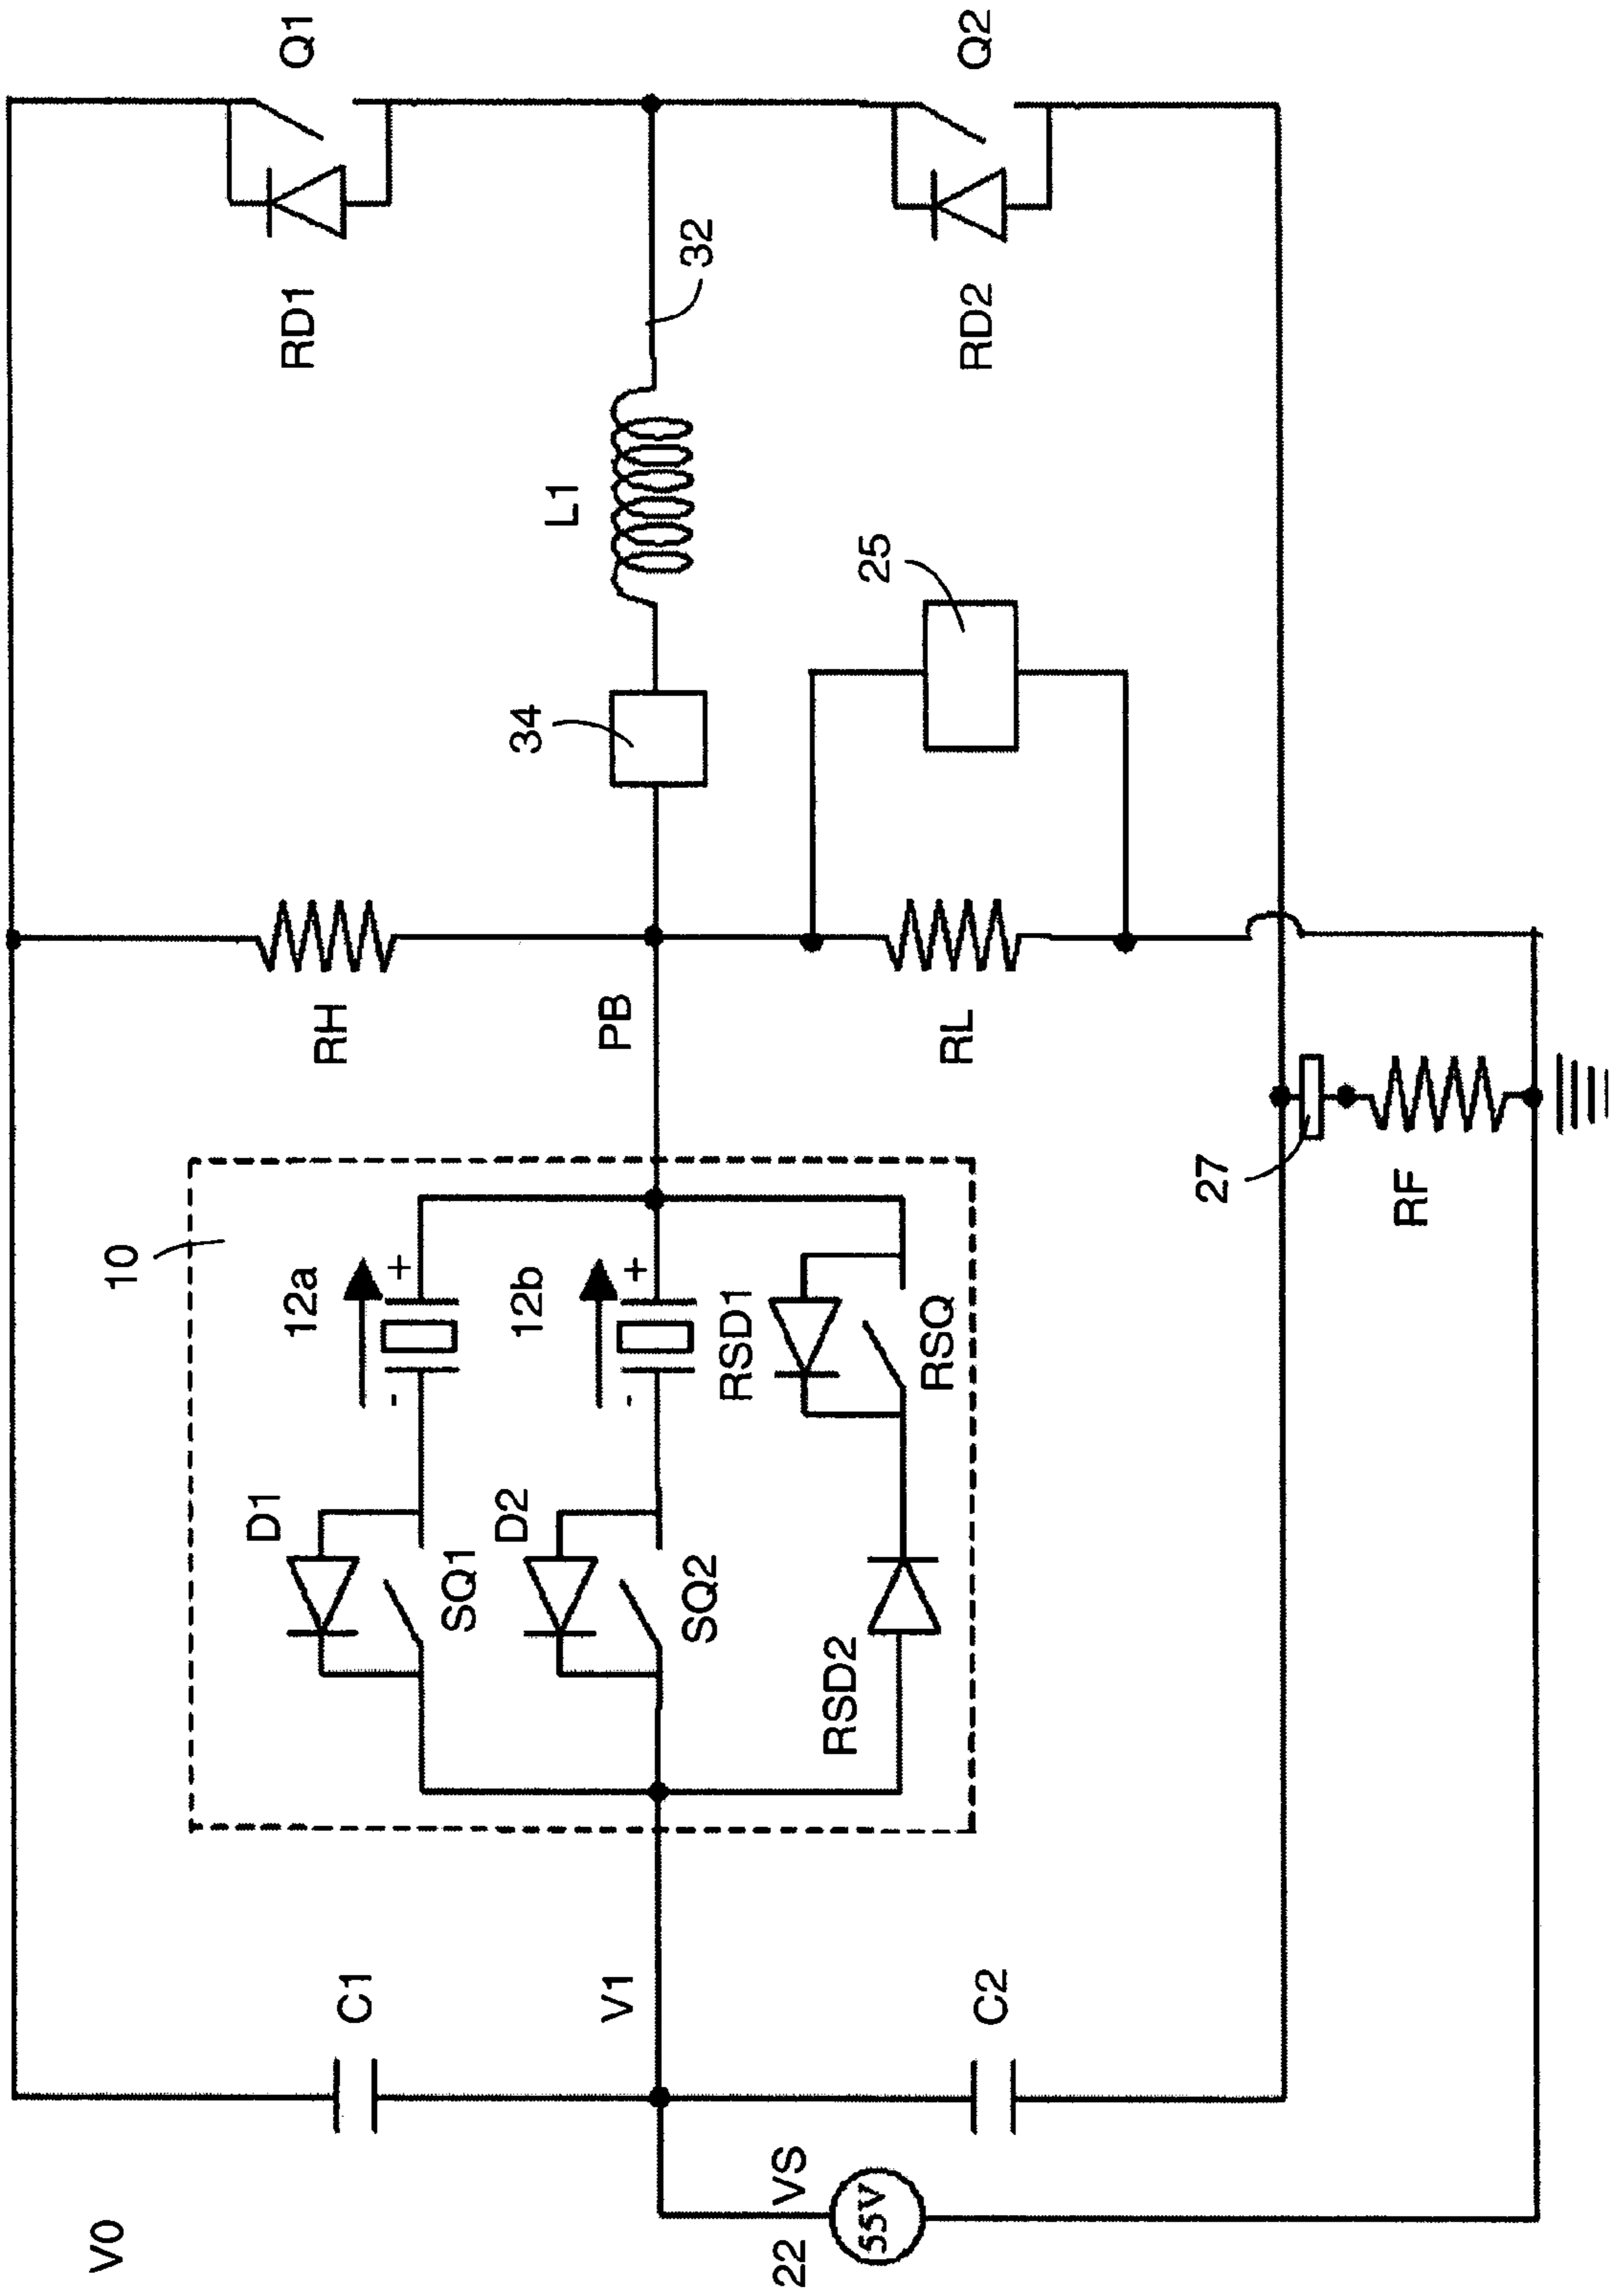 V0
10
D1
12a
RD1
Q1
RH
C1
- +
SQ1
D2
12b
34
L1
V1
PB
- +
32
SQ2
RSD1
22
VS
RSD2
55V
25
RSQ
RL
C2
RD2
Q2
27
RF